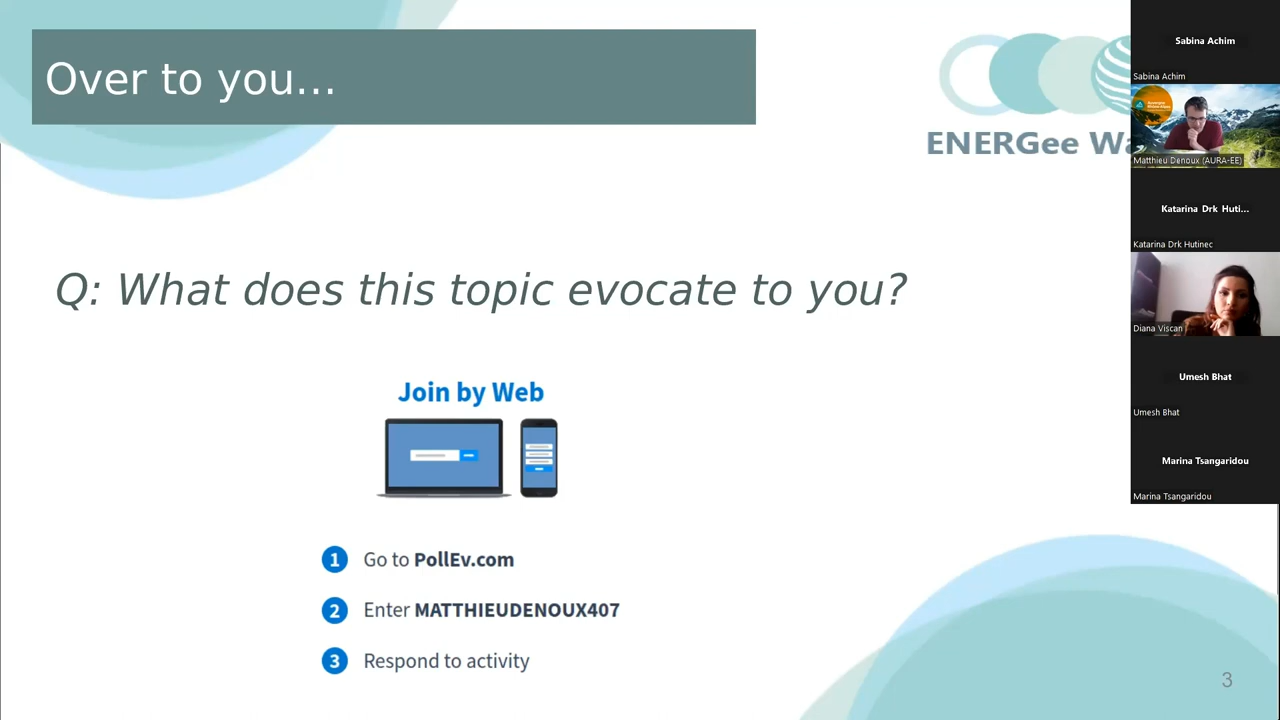 Over to you...
ENERGee Wa
Q: What does this topic evocate to you?
Join by Web
1 Go to PollEv.com
2 Enter MATTHIEUDENOUX407
3 Respond to activity
3
Sabina Achim
Sabina Achim
Matthieu Denoux (AURA-EE)
Katarina Drk Huti...
Katarina Drk Hutinec
Diana Viscan
Umesh Bhat
Umesh Bhat
Marina Tsangaridou
Marina Tsangaridou